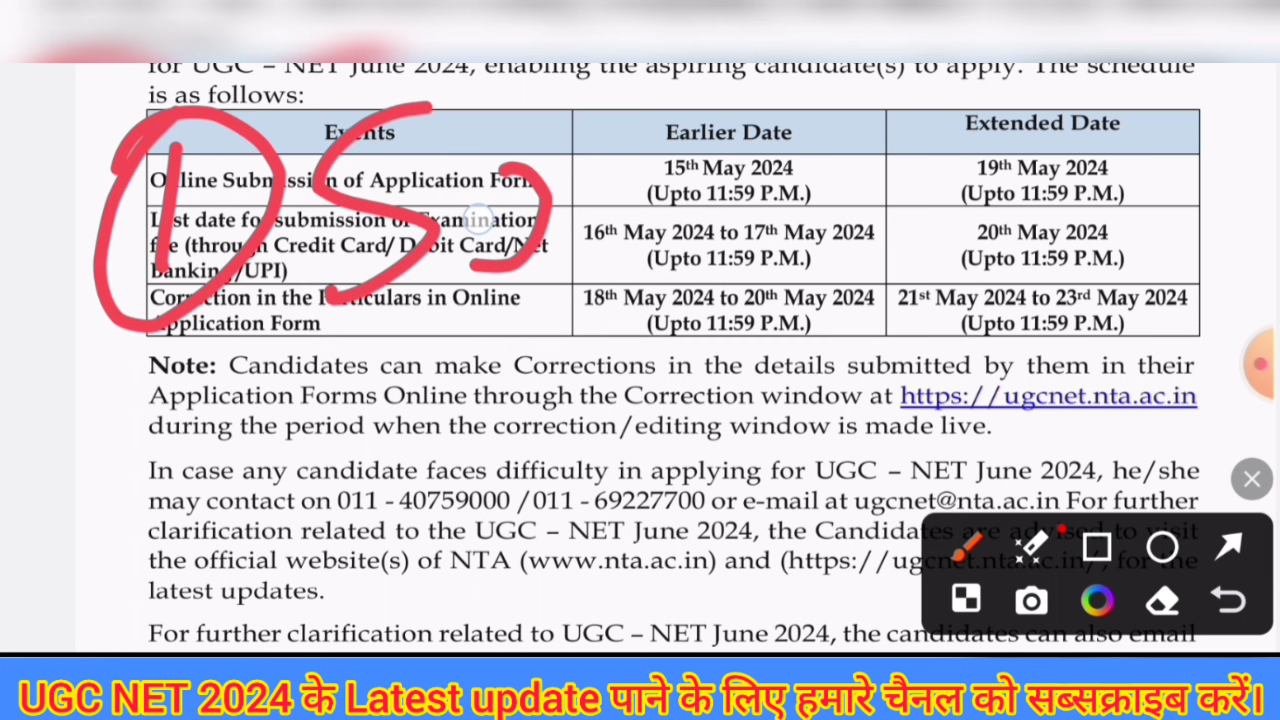 for UGC – NET June 2024, enabling the aspiring candidate(s) to apply. The schedule
is as follows:
Events Earlier Date Extended Date
Online Submission of Application Form 15th May 2024 (Upto 11:59 P.M.) 19th May 2024 (Upto 11:59 P.M.)
Last date for submission of Examination fee (through Credit Card/ Debit Card/Net banking/UPI) 16th May 2024 to 17th May 2024 (Upto 11:59 P.M.) 20th May 2024 (Upto 11:59 P.M.)
Correction in the Particulars in Online Application Form 18th May 2024 to 20th May 2024 (Upto 11:59 P.M.) 21st May 2024 to 23rd May 2024 (Upto 11:59 P.M.)
Note: Candidates can make Corrections in the details submitted by them in their
Application Forms Online through the Correction window at https://ugcnet.nta.ac.in
during the period when the correction/editing window is made live.
In case any candidate faces difficulty in applying for UGC – NET June 2024, he/she
may contact on 011 - 40759000 /011 - 69227700 or e-mail at ugcnet@nta.ac.in For further
clarification related to the UGC – NET June 2024, the Candidates are advised to visit
the official website(s) of NTA (www.nta.ac.in) and (https://ugcnet.nta.ac.in/, for the
latest updates.
For further clarification related to UGC – NET June 2024, the candidates can also email
UGC NET 2024 के Latest update पाने के लिए हमारे चैनल को सब्सक्राइब करें।